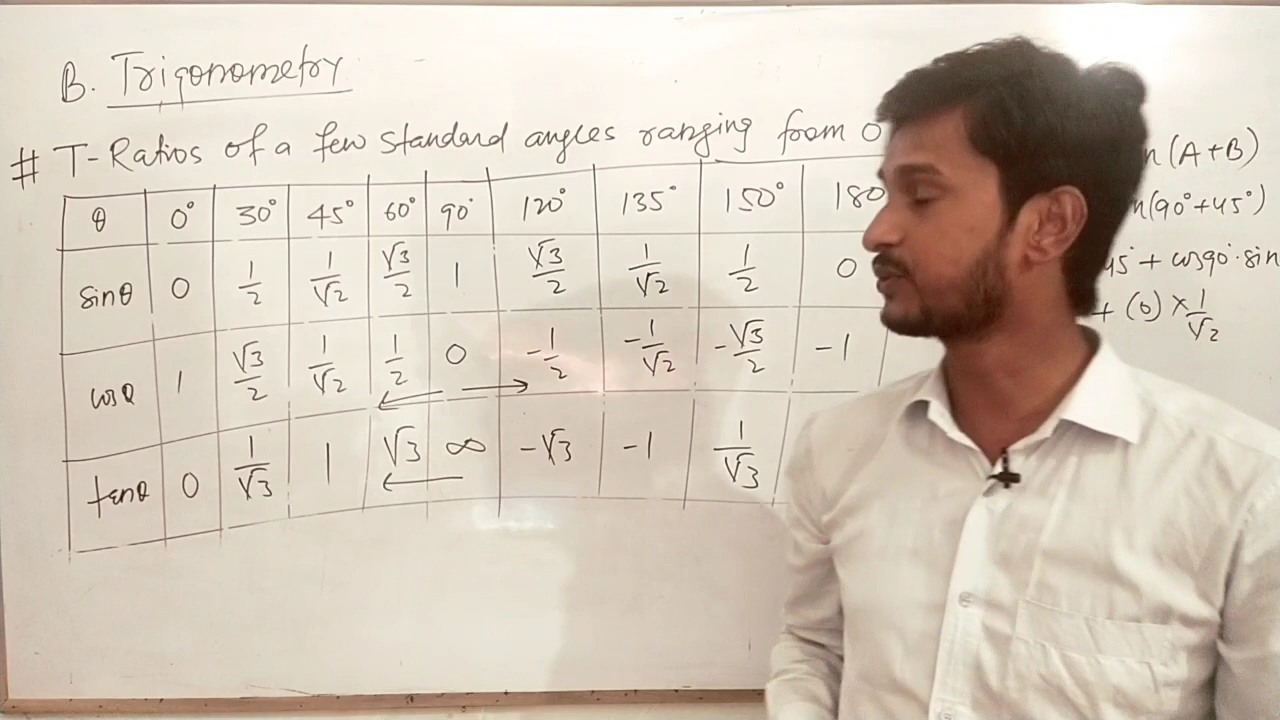 B. Trigonometry
# T-Ratios of a few standard angles ranging from 0
θ 0° 30° 45° 60° 90° 120° 135° 150° 180
sinθ 0 1/2 1/√2 √3/2 1 √3/2 1/√2 1/2 0
cosθ 1 √3/2 1/√2 1/2 0 -1/2 -1/√2 -√3/2 -1
tanθ 0 1/√3 1 √3 ∞ -√3 -1 1/√3
n(A+B)
n(90°+45°)
45° + cos90°·sin
+ (0) × 1/√2